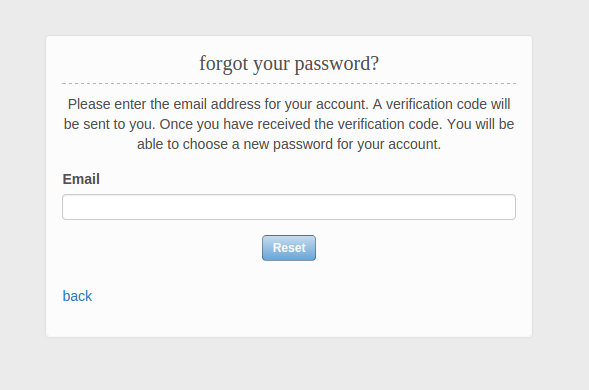 forgot your password?
Please enter the email address for your account. A verification code will
be sent to you. Once you have received the verification code. You will be
able to choose a new password for your account.
Email
Reset
back